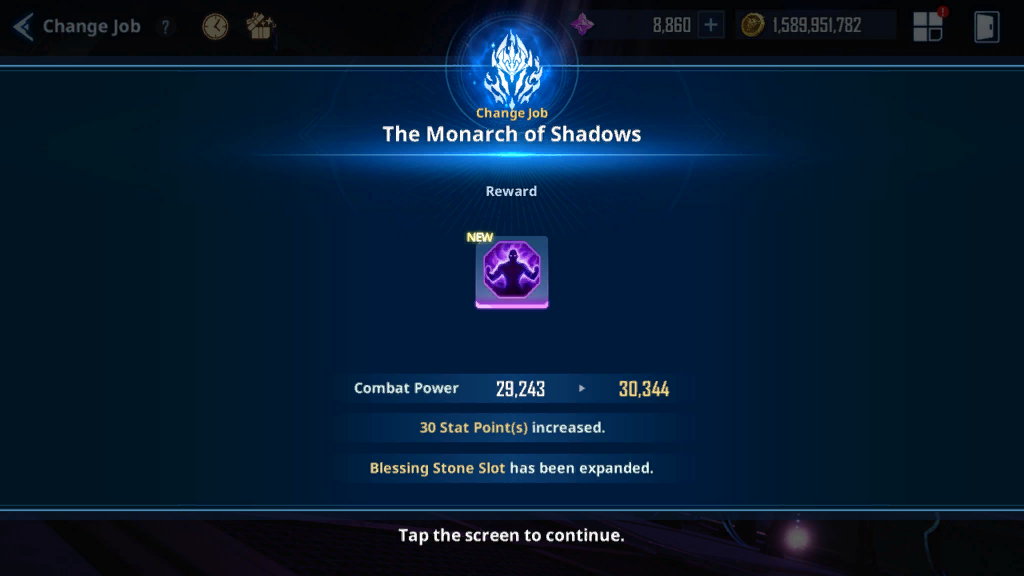 Change Job ?
8,860 +
1,589,951,782
!
Change Job
The Monarch of Shadows
Reward
NEW
Combat Power 29,243 30,344
30 Stat Point(s) increased.
Blessing Stone Slot has been expanded.
Tap the screen to continue.